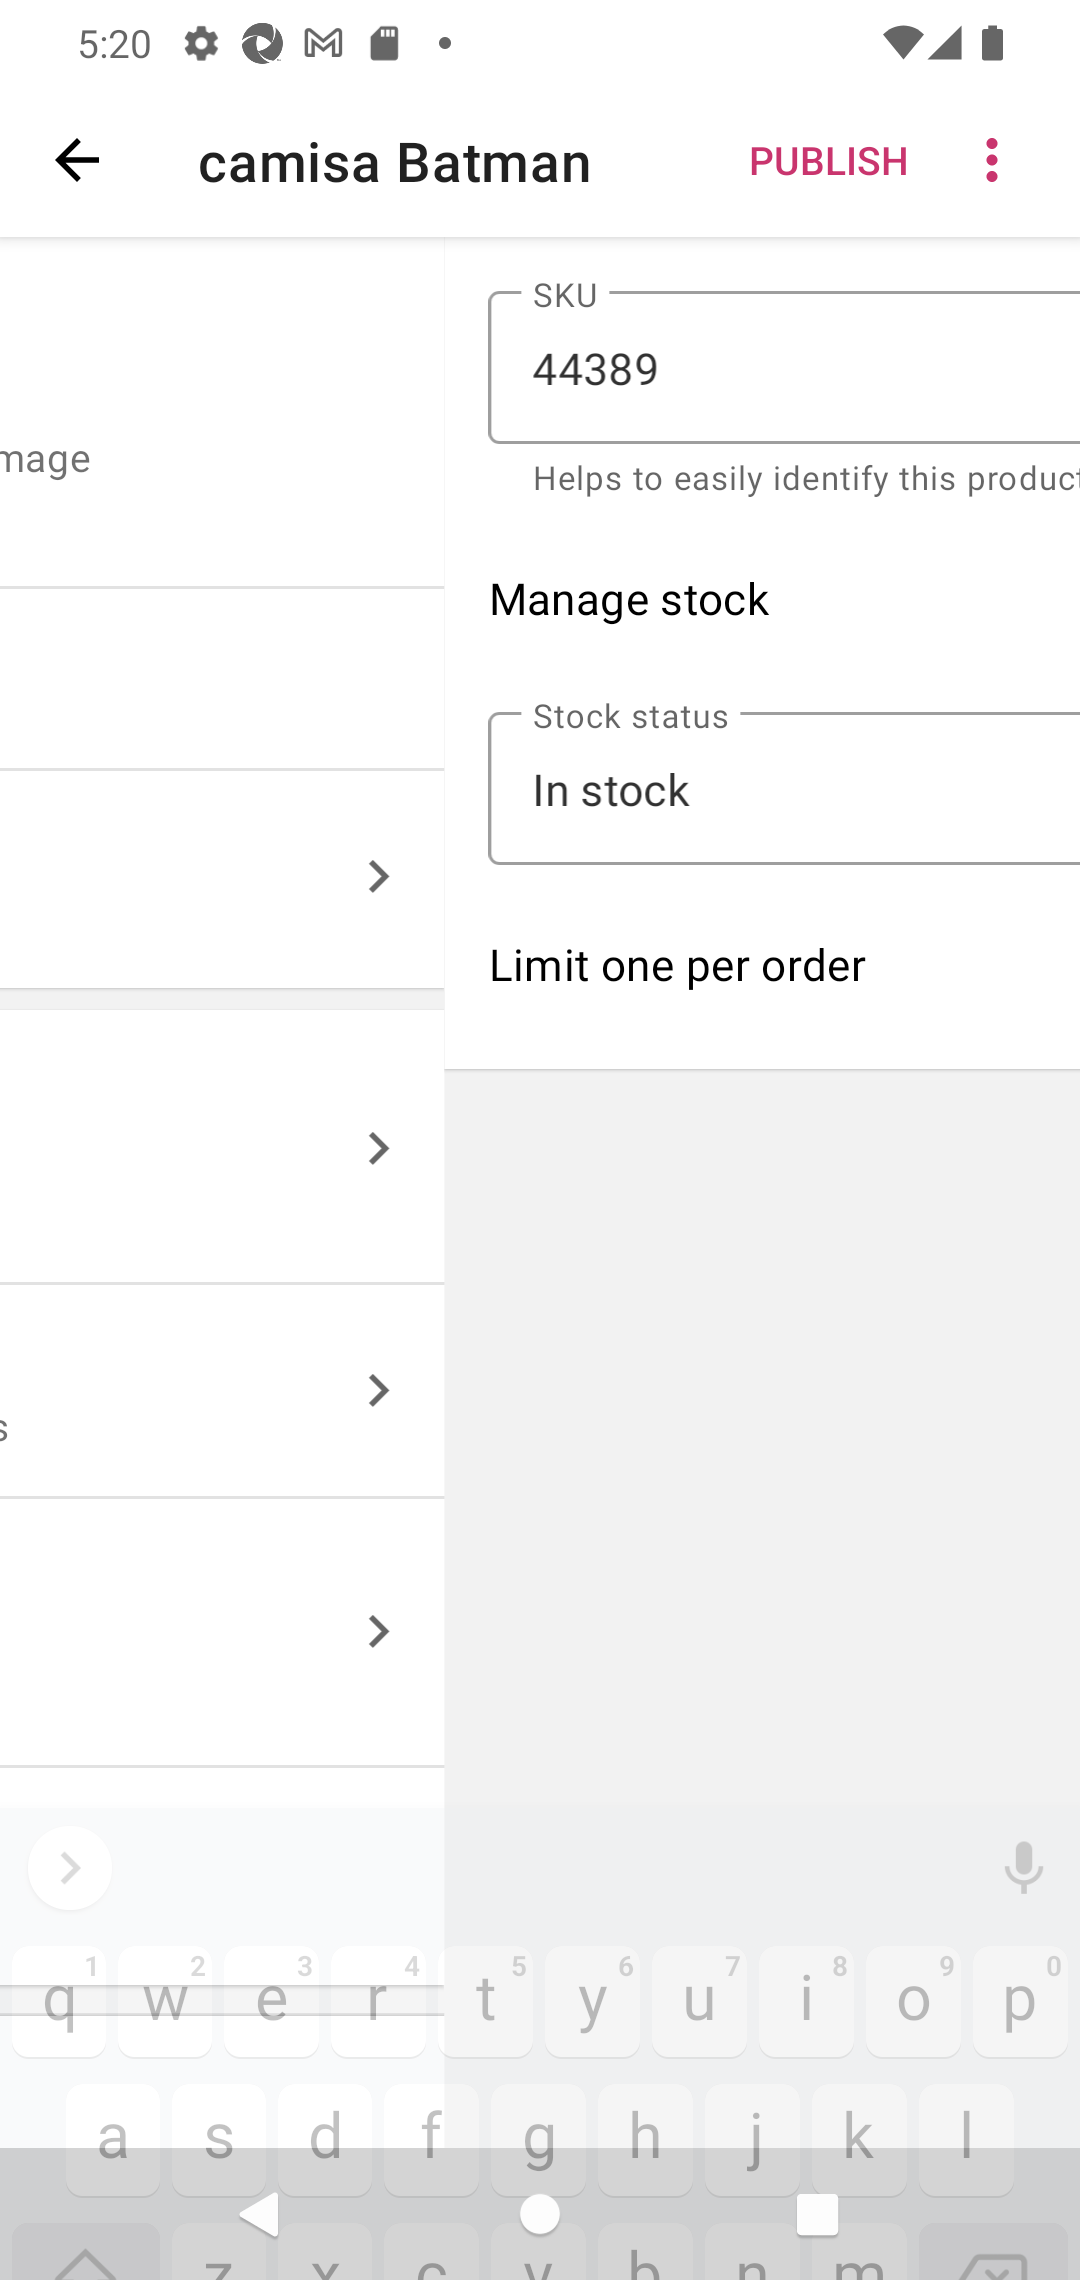 5:20
camisa Batman
PUBLISH
SKU
44389
mage
Helps to easily identify this product
Manage stock
Stock status
In stock
Limit one per order
s
1 2 3 4 5 6 7 8 9 0
q w e r t y u i o p
a s d f g h j k l
z x c v b n m